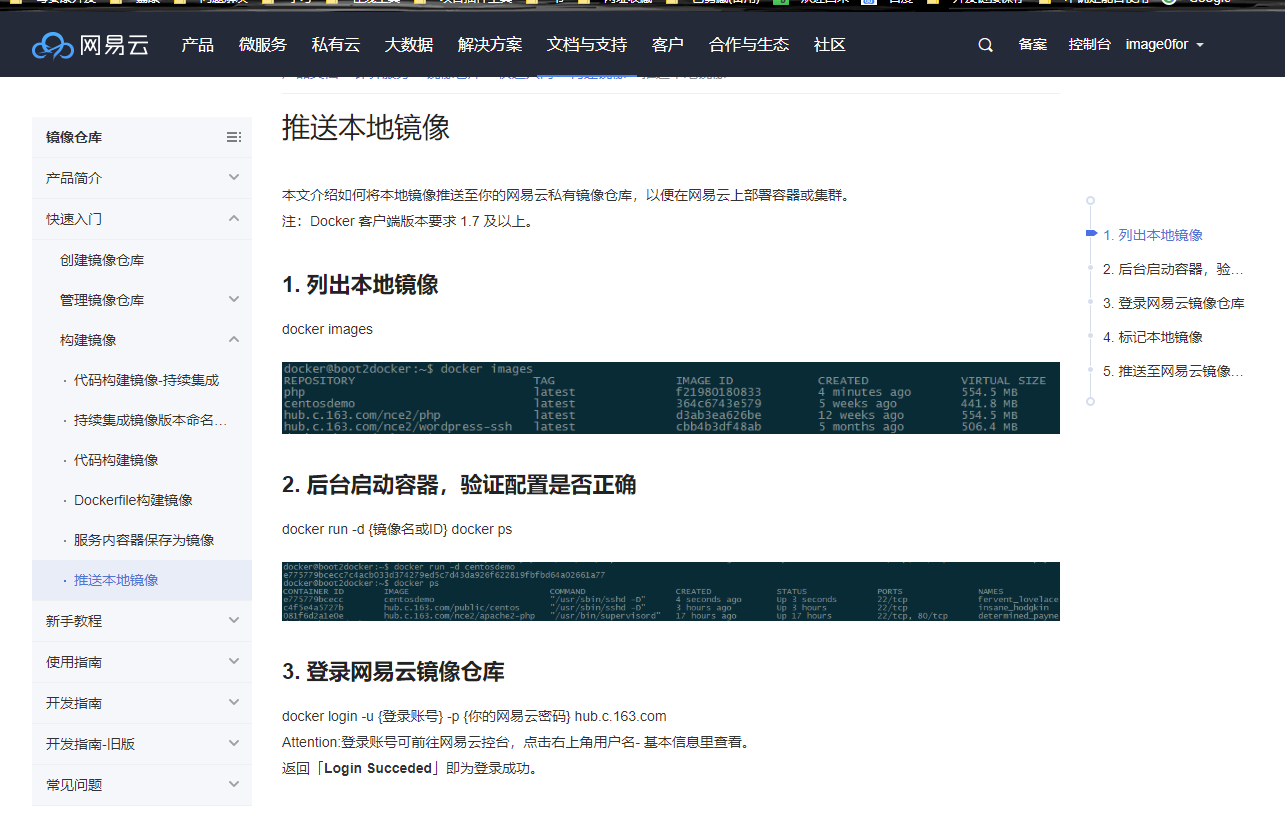 网易云 产品 微服务 私有云 大数据 解决方案 文档与支持 客户 合作与生态 社区 备案 控制台 image0for
镜像仓库
产品简介
快速入门
创建镜像仓库
管理镜像仓库
构建镜像
· 代码构建镜像-持续集成
· 持续集成镜像版本命名...
· 代码构建镜像
· Dockerfile构建镜像
· 服务内容器保存为镜像
· 推送本地镜像
新手教程
使用指南
开发指南
开发指南-旧版
常见问题
推送本地镜像
本文介绍如何将本地镜像推送至你的网易云私有镜像仓库，以便在网易云上部署容器或集群。
注：Docker 客户端版本要求 1.7 及以上。
1. 列出本地镜像
docker images
docker@boot2docker:~$ docker images
REPOSITORY TAG IMAGE ID CREATED VIRTUAL SIZE
php latest f21980180833 4 minutes ago 554.5 MB
centosdemo latest 364c6743e579 5 weeks ago 441.8 MB
hub.c.163.com/nce2/php latest d3ab3ea626be 12 weeks ago 554.5 MB
hub.c.163.com/nce2/wordpress-ssh latest cbb4b3df48ab 5 months ago 506.4 MB
2. 后台启动容器，验证配置是否正确
docker run -d {镜像名或ID} docker ps
docker@boot2docker:~$ docker run -d centosdemo
e775779bcecc7c4acb033d374279ed5c7d43da926f622819fbfbd64a02661a77
docker@boot2docker:~$ docker ps
CONTAINER ID IMAGE COMMAND CREATED STATUS PORTS NAMES
e775779bcecc centosdemo "/usr/sbin/sshd -D" 4 seconds ago Up 3 seconds 22/tcp fervent_lovelace
c4f5e4a5727b hub.c.163.com/public/centos "/usr/sbin/sshd -D" 3 hours ago Up 3 hours 22/tcp insane_hodgkin
081f6d2a1e0e hub.c.163.com/nce2/apache2-php "/usr/bin/supervisord" 17 hours ago Up 17 hours 22/tcp, 80/tcp determined_payne
3. 登录网易云镜像仓库
docker login -u {登录账号} -p {你的网易云密码} hub.c.163.com
Attention:登录账号可前往网易云控台，点击右上角用户名- 基本信息里查看。
返回「Login Succeded」即为登录成功。
1. 列出本地镜像
2. 后台启动容器，验...
3. 登录网易云镜像仓库
4. 标记本地镜像
5. 推送至网易云镜像...